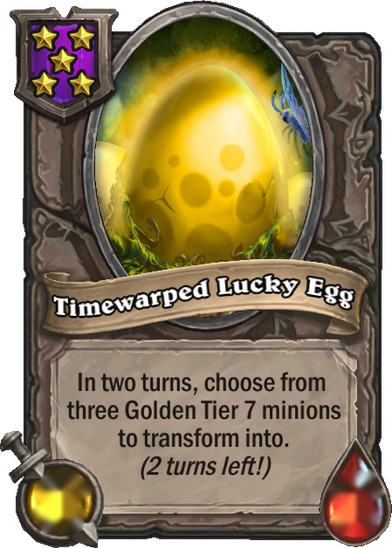 Timewarped Lucky Egg
In two turns, choose from
three Golden Tier 7 minions
to transform into.
(2 turns left!)